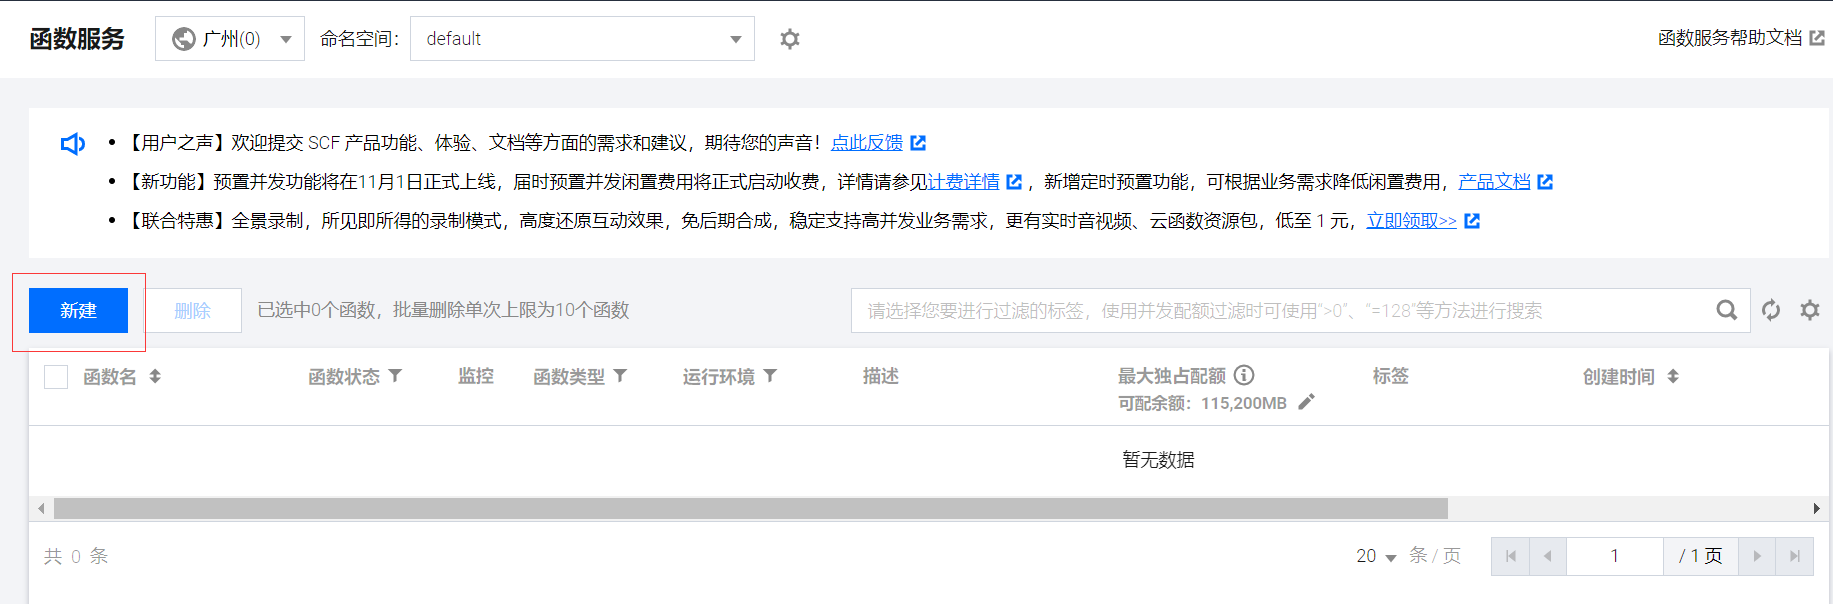 函数服务 广州(0) 命名空间： default 函数服务帮助文档
【用户之声】欢迎提交 SCF 产品功能、体验、文档等方面的需求和建议，期待您的声音！点此反馈
【新功能】预置并发功能将在11月1日正式启上线，届时预置并发闲置费用将正式启动收费，详情请参见计费详情 ，新增定时预置功能，可根据业务需求降低闲置费用，产品文档
【联合特惠】全景录制，所见即所得的录制模式，高度还原互动效果，免后期合成，稳定支持高并发业务需求，更有实时音视频、云函数资源包，低至 1 元，立即领取>>
新建 删除 已选中0个函数，批量删除单次上限为10个函数 请选择您要进行过滤的标签，使用并发配额过滤时可使用“>0”、“=128”等方法进行搜索
函数名 函数状态 监控 函数类型 运行环境 描述 最大独占配额 标签 创建时间
可配余额：115,200MB
暂无数据
共 0 条 20 条 / 页 1 / 1 页